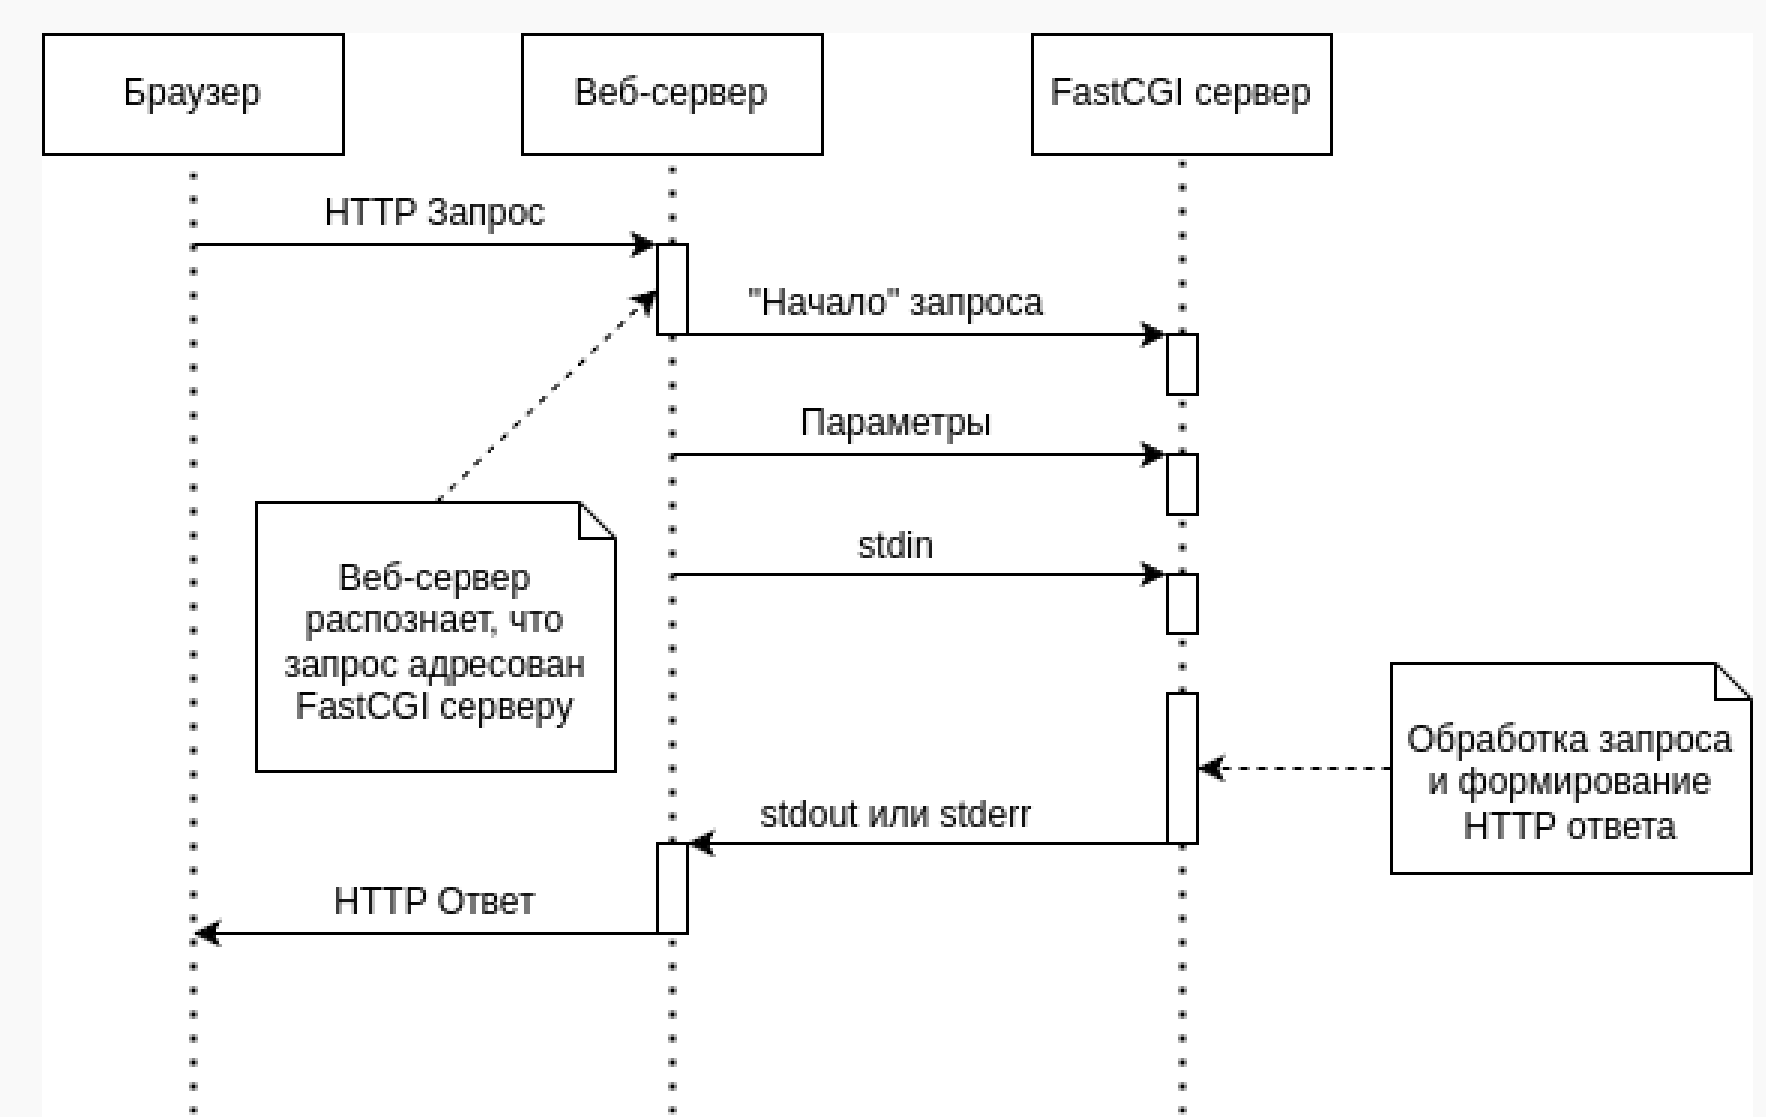 Браузер
Веб-сервер
FastCGI сервер
HTTP Запрос
"Начало" запроса
Параметры
stdin
Веб-сервер
распознает, что
запрос адресован
FastCGI серверу
Обработка запроса
и формирование
HTTP ответа
stdout или stderr
HTTP Ответ